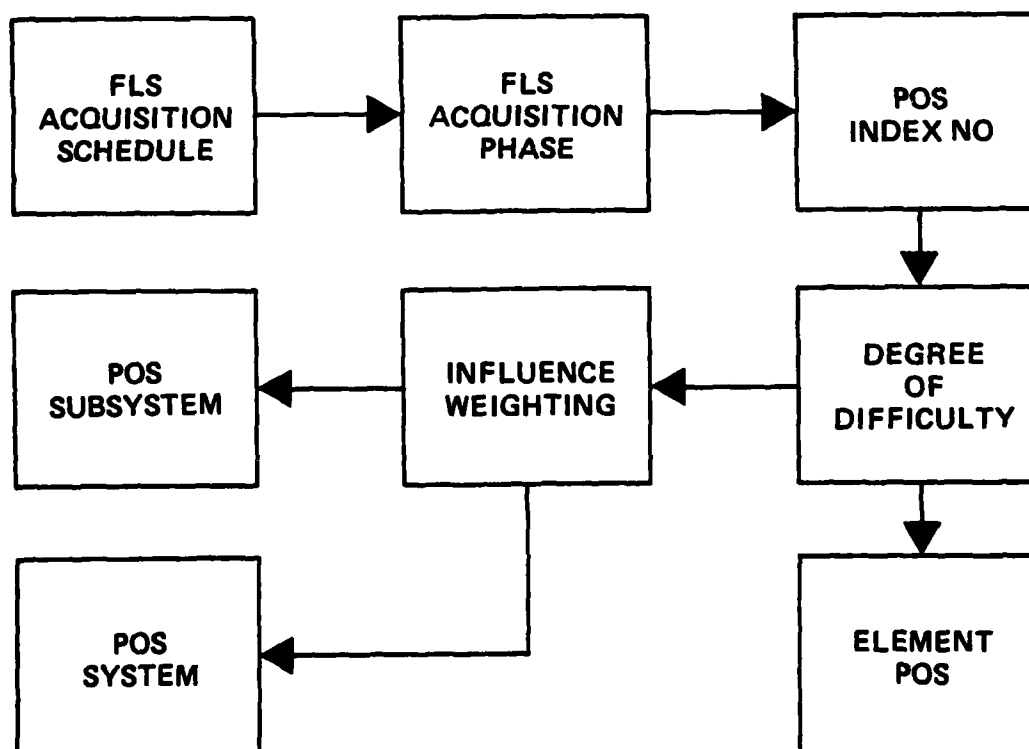 FLS
ACQUISITION
SCHEDULE
FLS
ACQUISITION
PHASE
POS
INDEX NO
POS
SUBSYSTEM
INFLUENCE
WEIGHTING
DEGREE
OF
DIFFICULTY
POS
SYSTEM
ELEMENT
POS